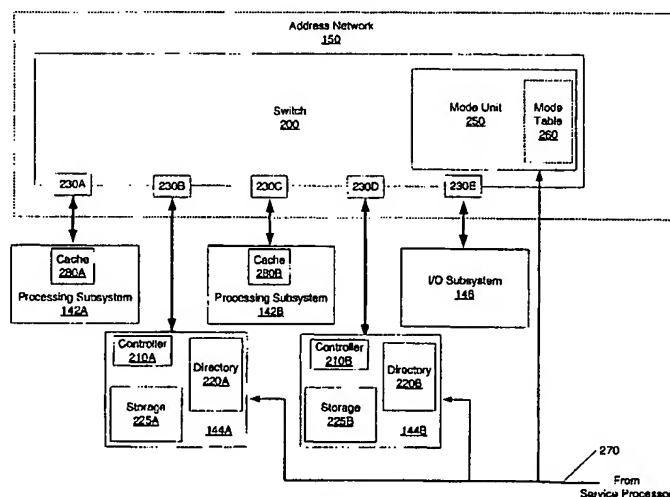 Address Network
150
Switch
200
Mode Unit
250
Mode
Table
260
230A
230B
230C
230D
230E
Cache
280A
Processing Subsystem
142A
Cache
280B
Processing Subsystem
142B
I/O Subsystem
146
Controller
210A
Directory
220A
Storage
225A
144A
Controller
210B
Directory
220B
Storage
225B
144B
270
From
Service Processor